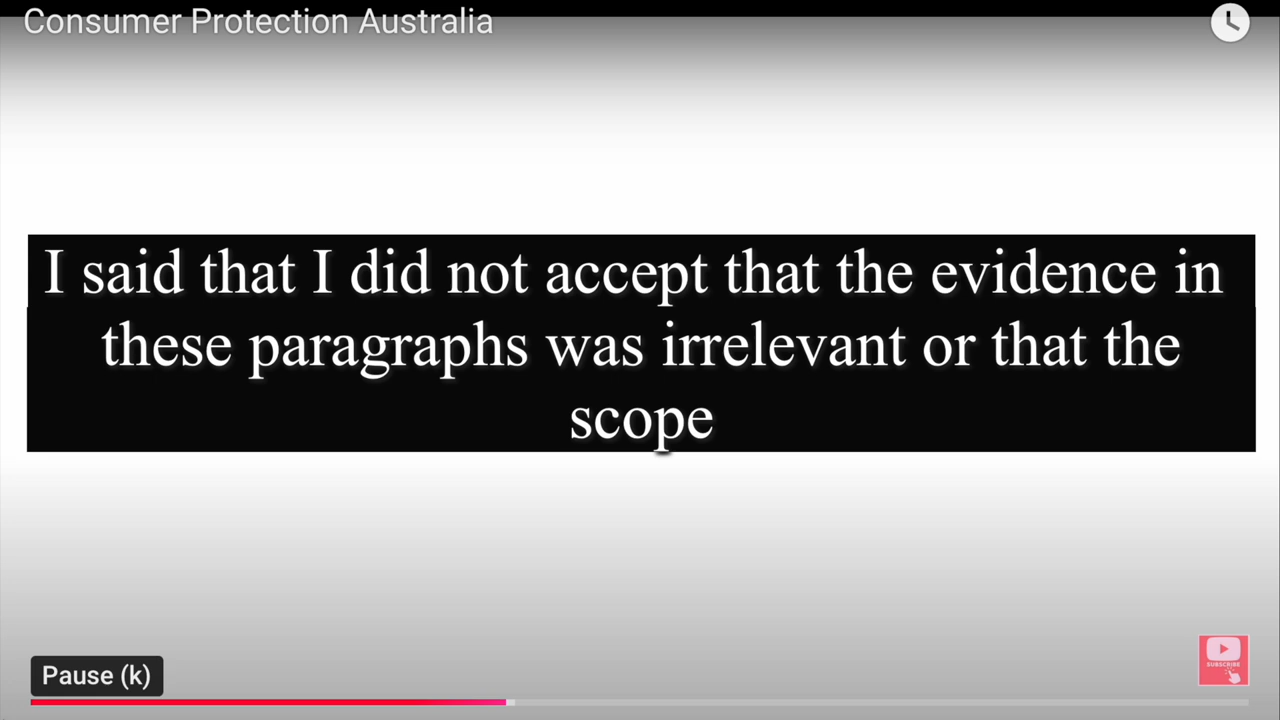 Consumer Protection Australia
I said that I did not accept that the evidence in
these paragraphs was irrelevant or that the
scope
SUBSCRIBE
Pause (k)